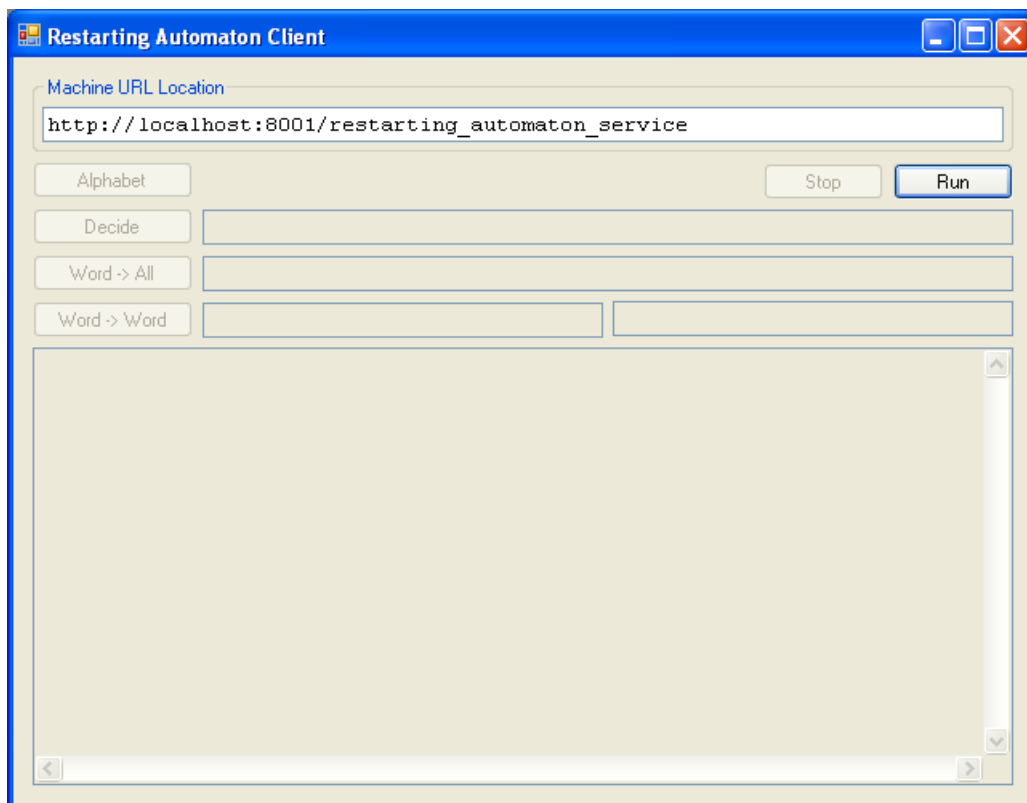 Restarting Automaton Client
Machine URL Location
http://localhost:8001/restarting_automaton_service
Alphabet
Stop
Run
Decide
Word -> All
Word -> Word